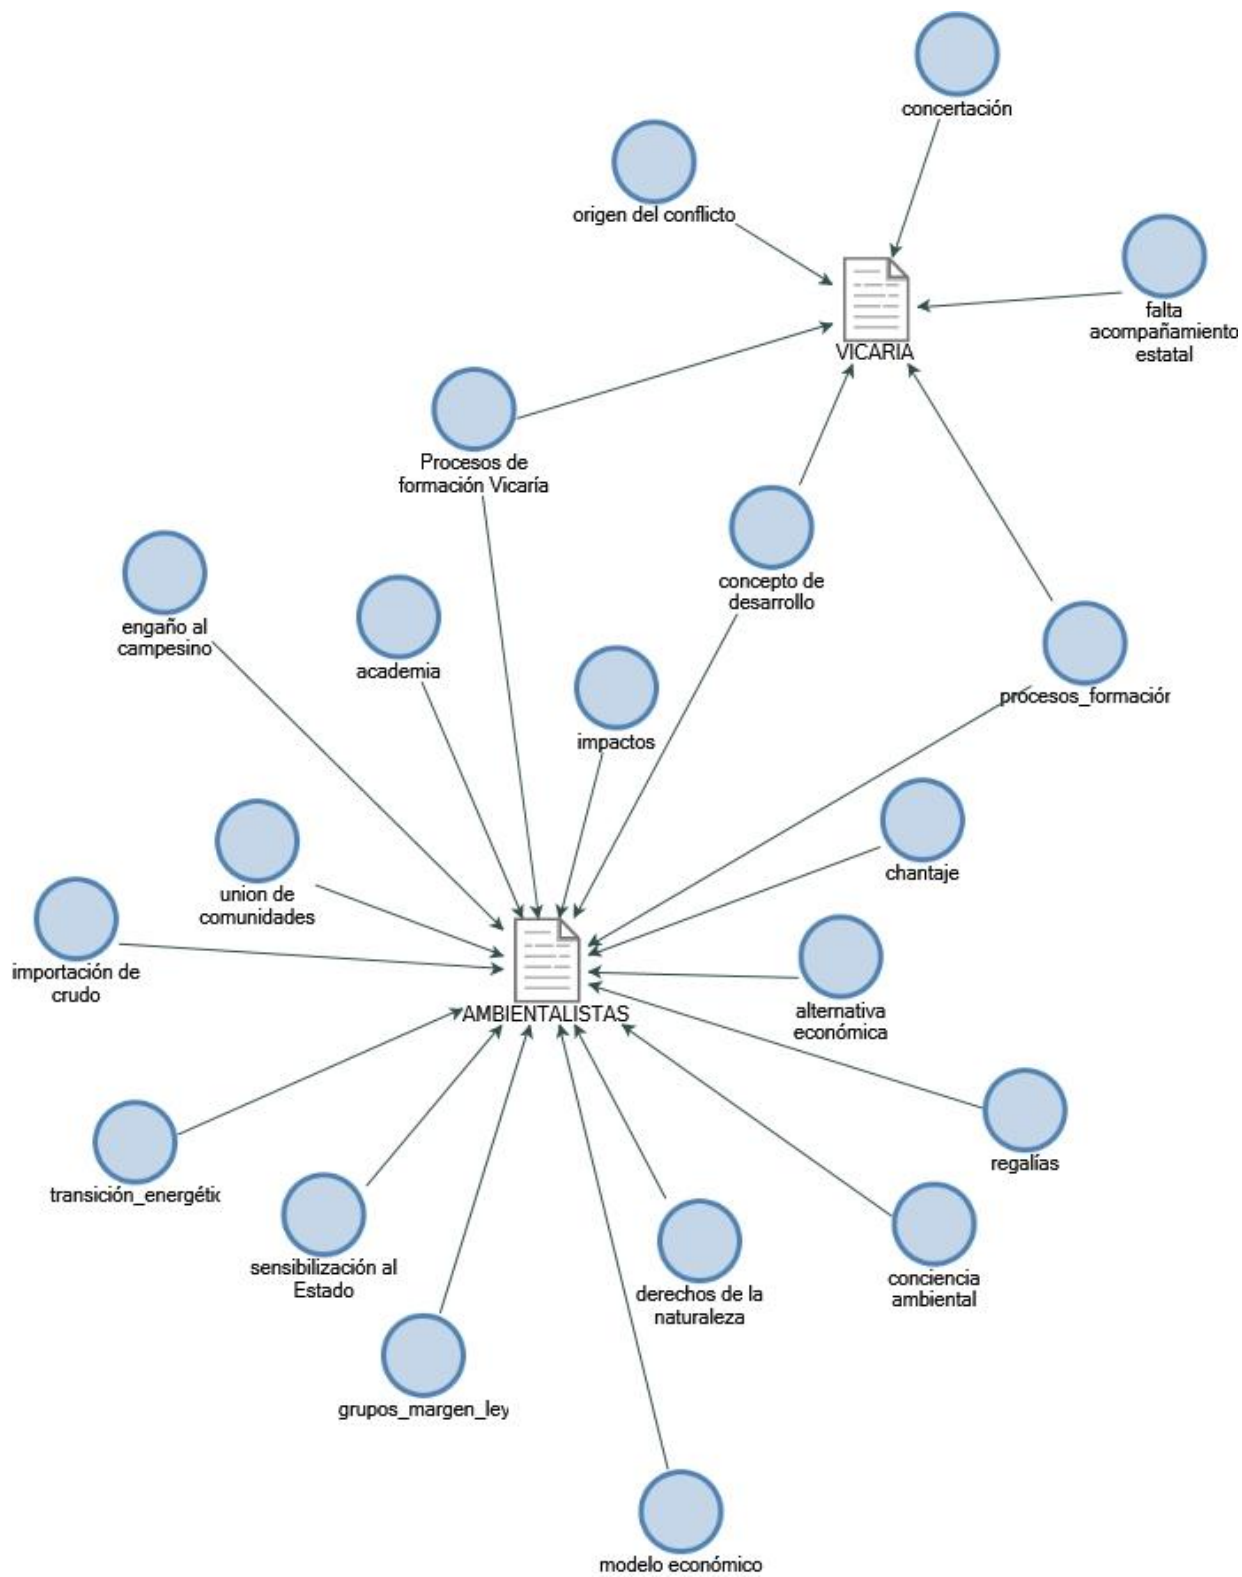 concertación
origen del conflicto
falta
acompañamiento
estatal
VICARIA
Procesos de
formación Vicaría
concepto de
desarrollo
engaño al
campesino
academia
procesos_formación
impactos
chantaje
union de
comunidades
importación de
crudo
AMBIENTALISTAS
alternativa
económica
regalías
transición_energétic
sensibilización al
Estado
derechos de la
naturaleza
conciencia
ambiental
grupos_margen_ley
modelo económico